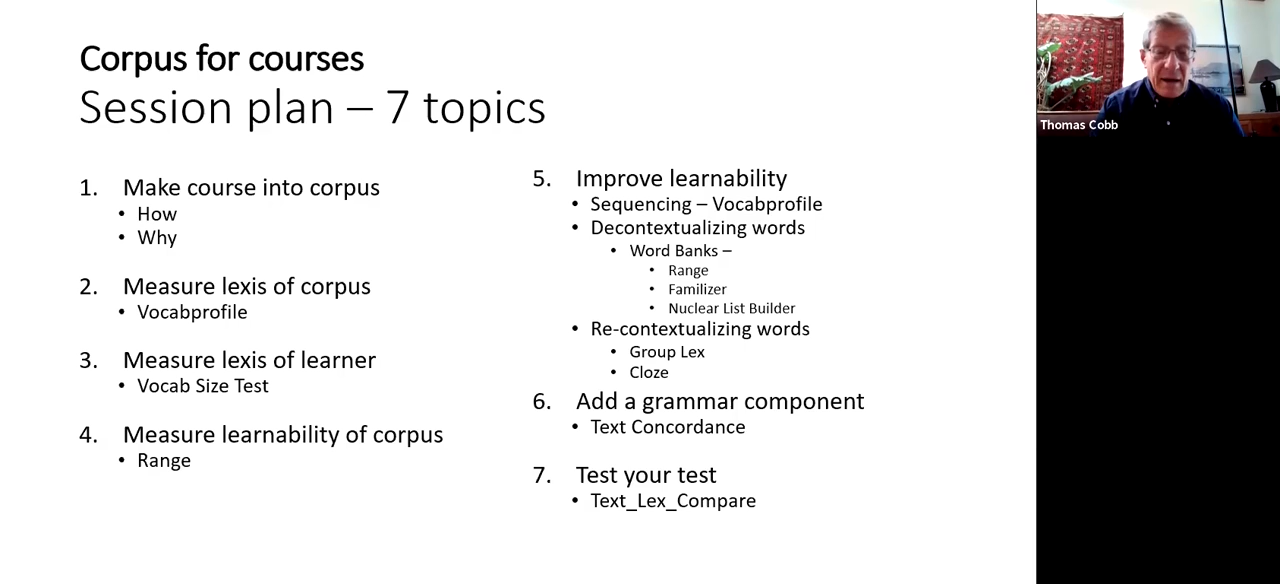 Corpus for courses
Session plan – 7 topics
1. Make course into corpus
• How
• Why
2. Measure lexis of corpus
• Vocabprofile
3. Measure lexis of learner
• Vocab Size Test
4. Measure learnability of corpus
• Range
5. Improve learnability
• Sequencing – Vocabprofile
• Decontextualizing words
• Word Banks –
• Range
• Familizer
• Nuclear List Builder
• Re-contextualizing words
• Group Lex
• Cloze
6. Add a grammar component
• Text Concordance
7. Test your test
• Text_Lex_Compare
Thomas Cobb